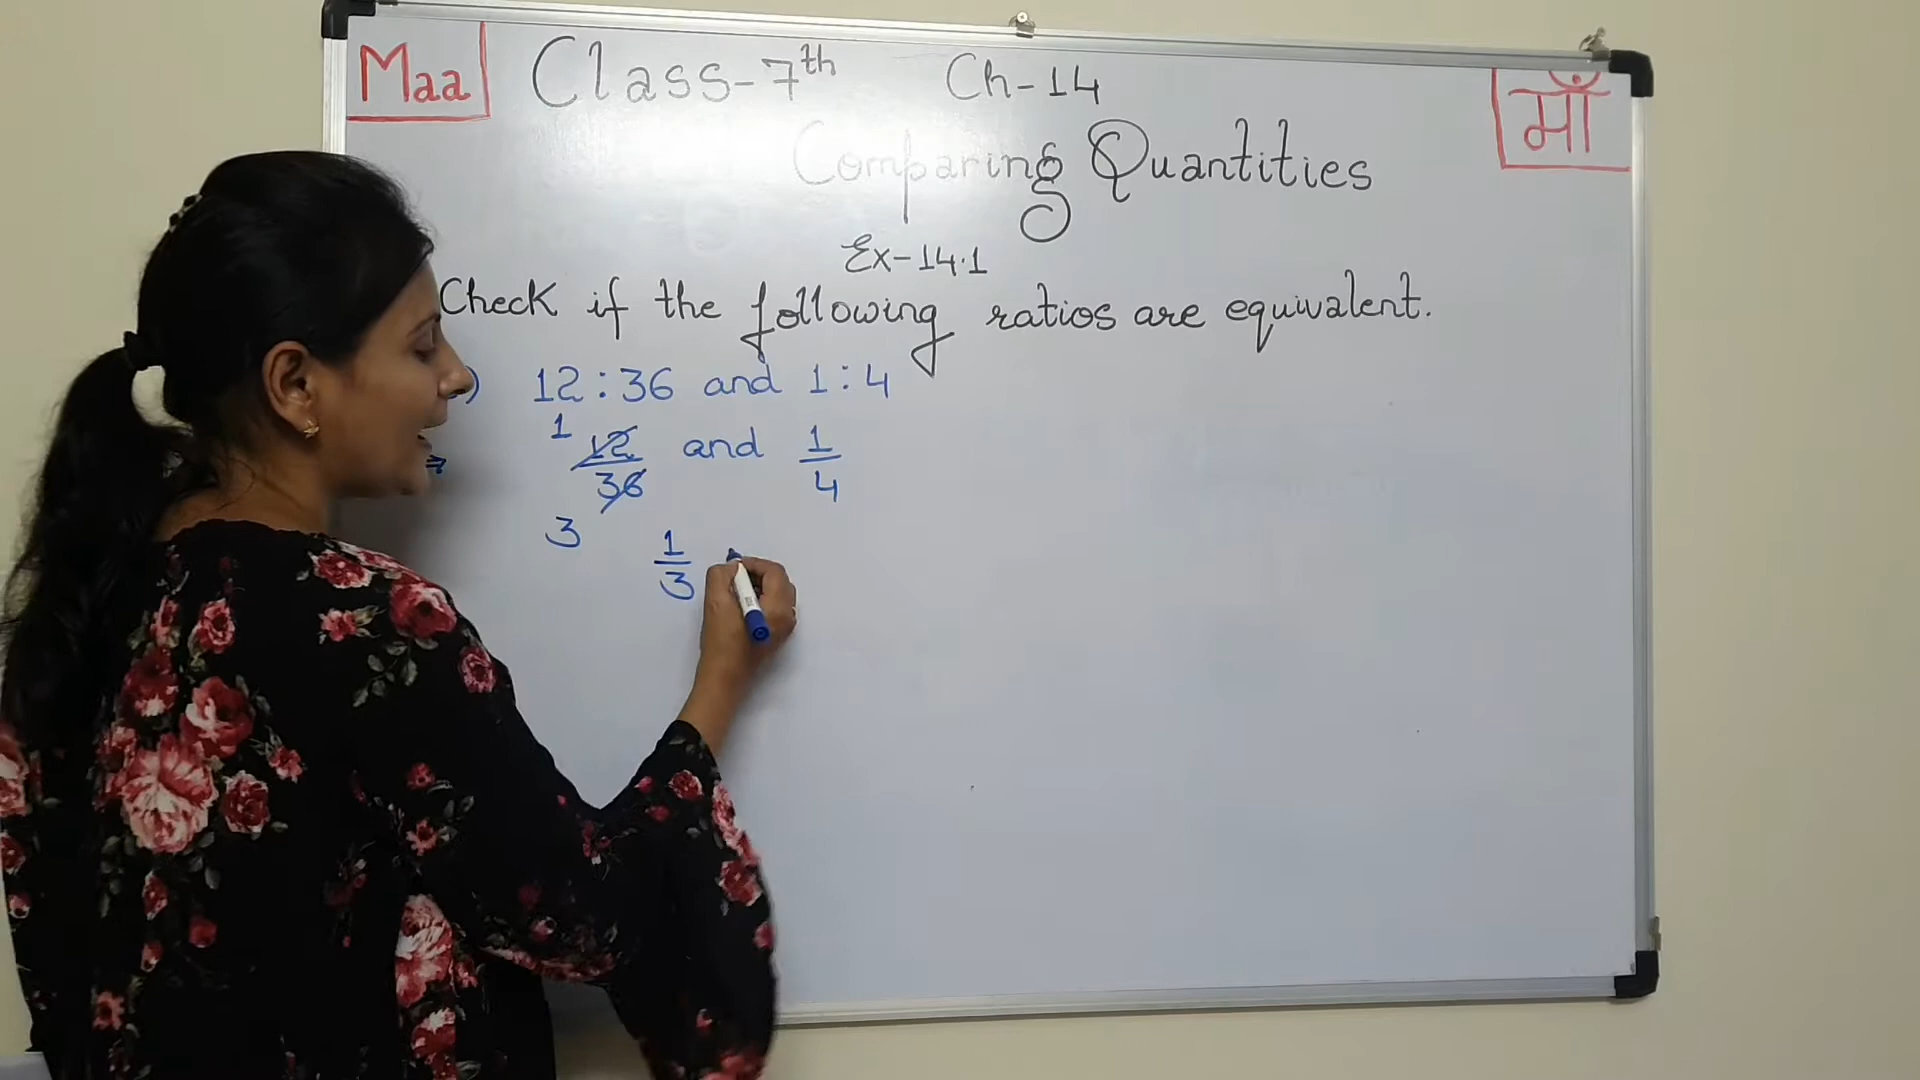 Maa
Class-7th Ch-14
माँ
Comparing Quantities
Ex-14.1
Check if the following ratios are equivalent.
) 12:36 and 1:4
⇒ 1 12/36 and 1/4
3
1/3